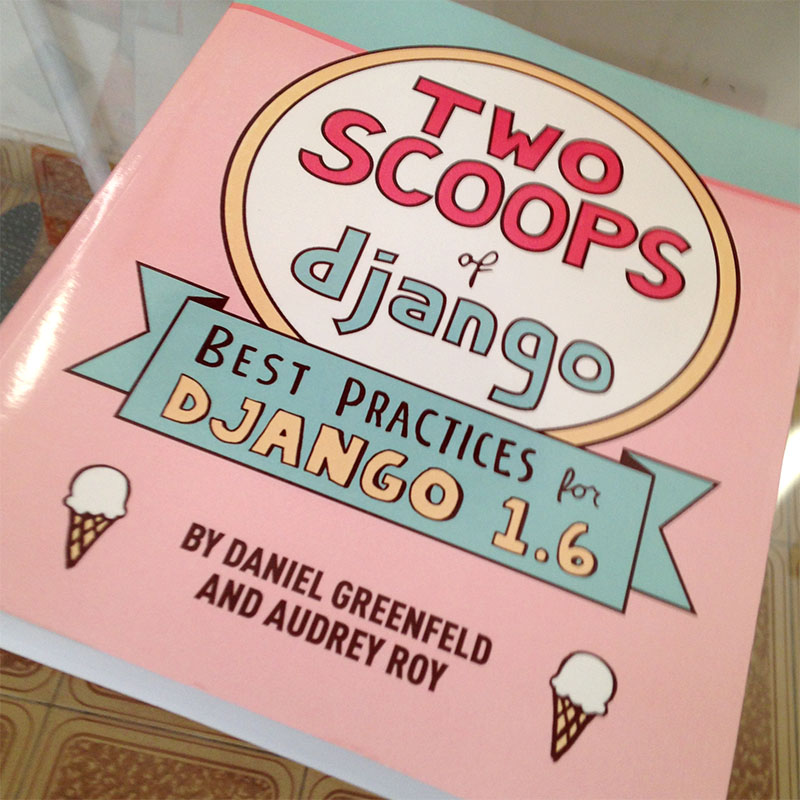 TWO
SCOOPS
of
django
BEST PRACTICES for
DJANGO 1.6
BY DANIEL GREENFELD
AND AUDREY ROY